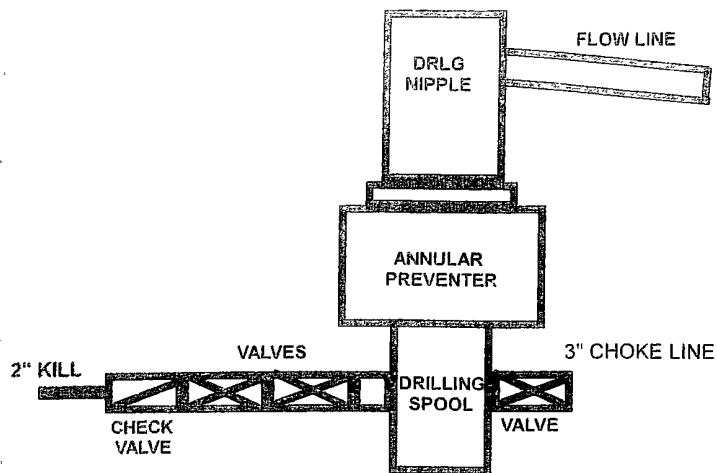 FLOW LINE
DRLG
NIPPLE
ANNULAR
PREVENTER
VALVES
3" CHOKE LINE
2" KILL
DRILLING
SPOOL
CHECK
VALVE
VALVE